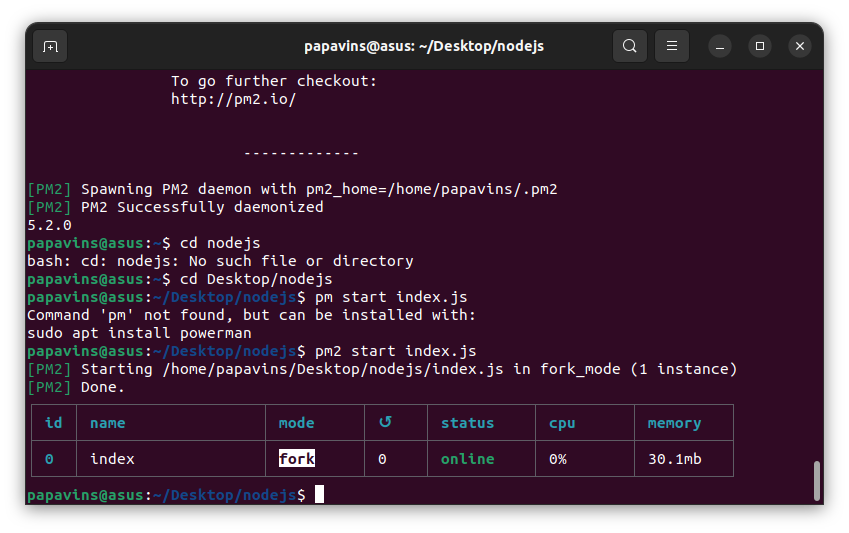 papavins@asus: ~/Desktop/nodejs
To go further checkout:
http://pm2.io/
-------------
[PM2] Spawning PM2 daemon with pm2_home=/home/papavins/.pm2
[PM2] PM2 Successfully daemonized
5.2.0
papavins@asus:~$ cd nodejs
bash: cd: nodejs: No such file or directory
papavins@asus:~$ cd Desktop/nodejs
papavins@asus:~/Desktop/nodejs$ pm start index.js
Command 'pm' not found, but can be installed with:
sudo apt install powerman
papavins@asus:~/Desktop/nodejs$ pm2 start index.js
[PM2] Starting /home/papavins/Desktop/nodejs/index.js in fork_mode (1 instance)
[PM2] Done.
id name mode ↺ status cpu memory
0 index fork 0 online 0% 30.1mb
papavins@asus:~/Desktop/nodejs$